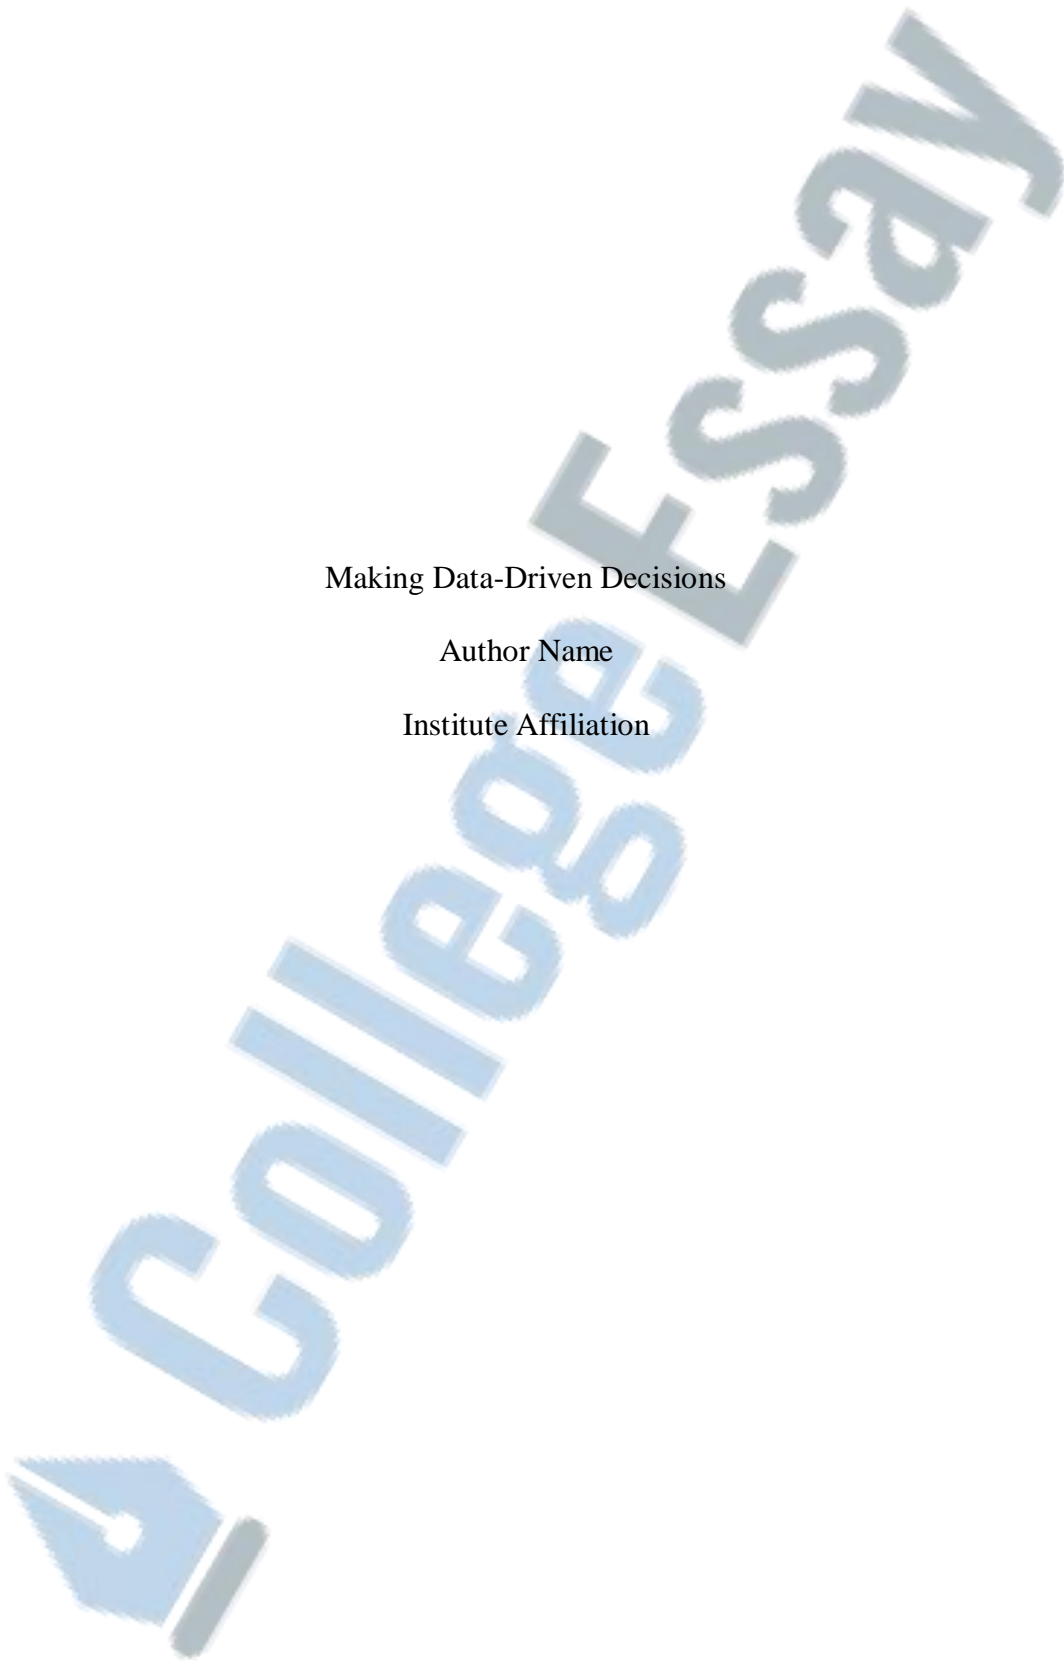 Making Data-Driven Decisions
Author Name
Institute Affiliation
CollegeEssay